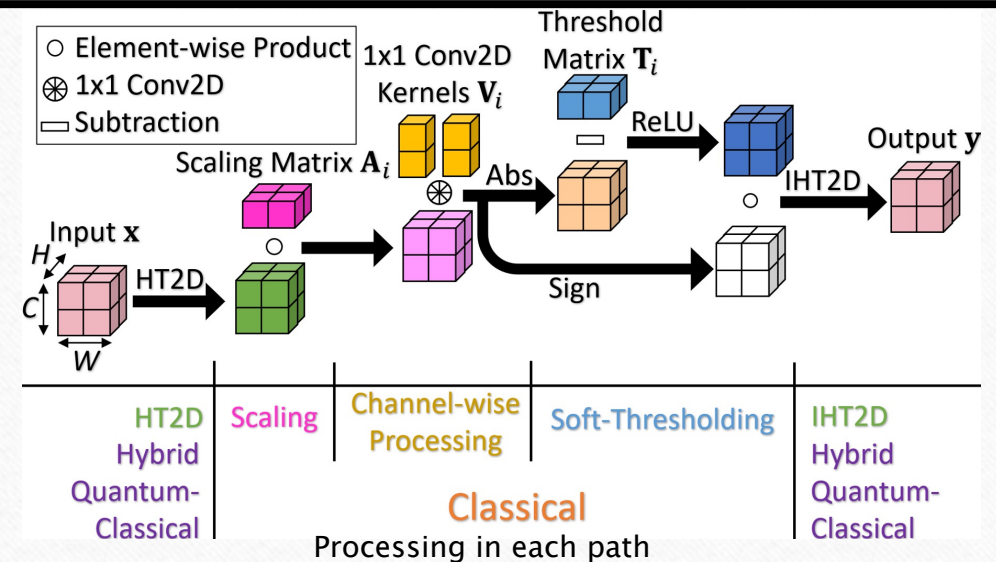 ○ Element-wise Product
⊛ 1x1 Conv2D
▭ Subtraction
1x1 Conv2D
Kernels V𝑖
Threshold
Matrix T𝑖
ReLU
Output y
Scaling Matrix A𝑖
Abs
IHT2D
Input x
H
HT2D
C
W
Sign
HT2D
Hybrid
Quantum-
Classical
Scaling
Channel-wise
Processing
Soft-Thresholding
IHT2D
Hybrid
Quantum-
Classical
Classical
Processing in each path